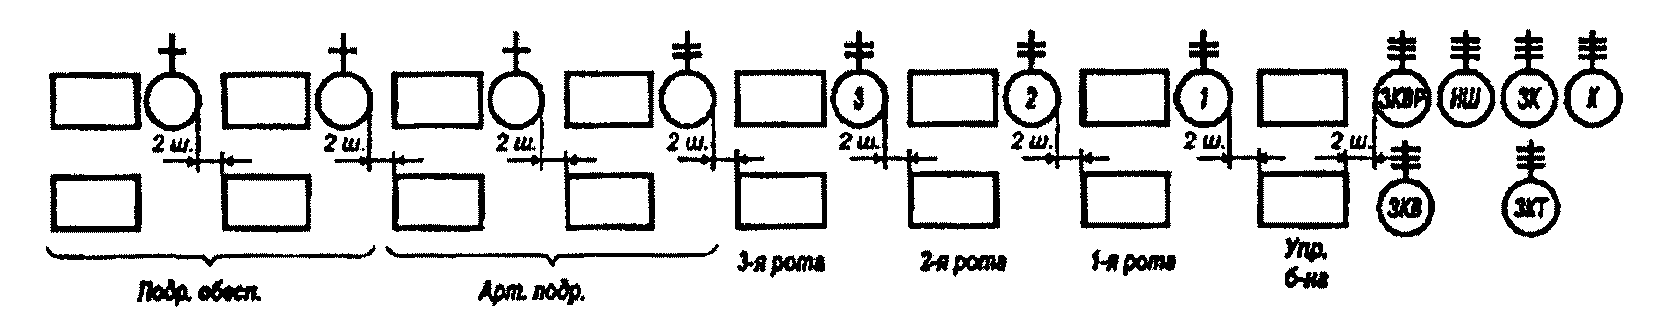 3 2 1 ЗКВР НШ ЗК К
2 ш. 2 ш. 2 ш. 2 ш. 2 ш. 2 ш. 2 ш. 2 ш.
ЗКВ ЗКТ
3-я рота 2-я рота 1-я рота Упр.
б-на
Подр. обесп. Арт. подр.